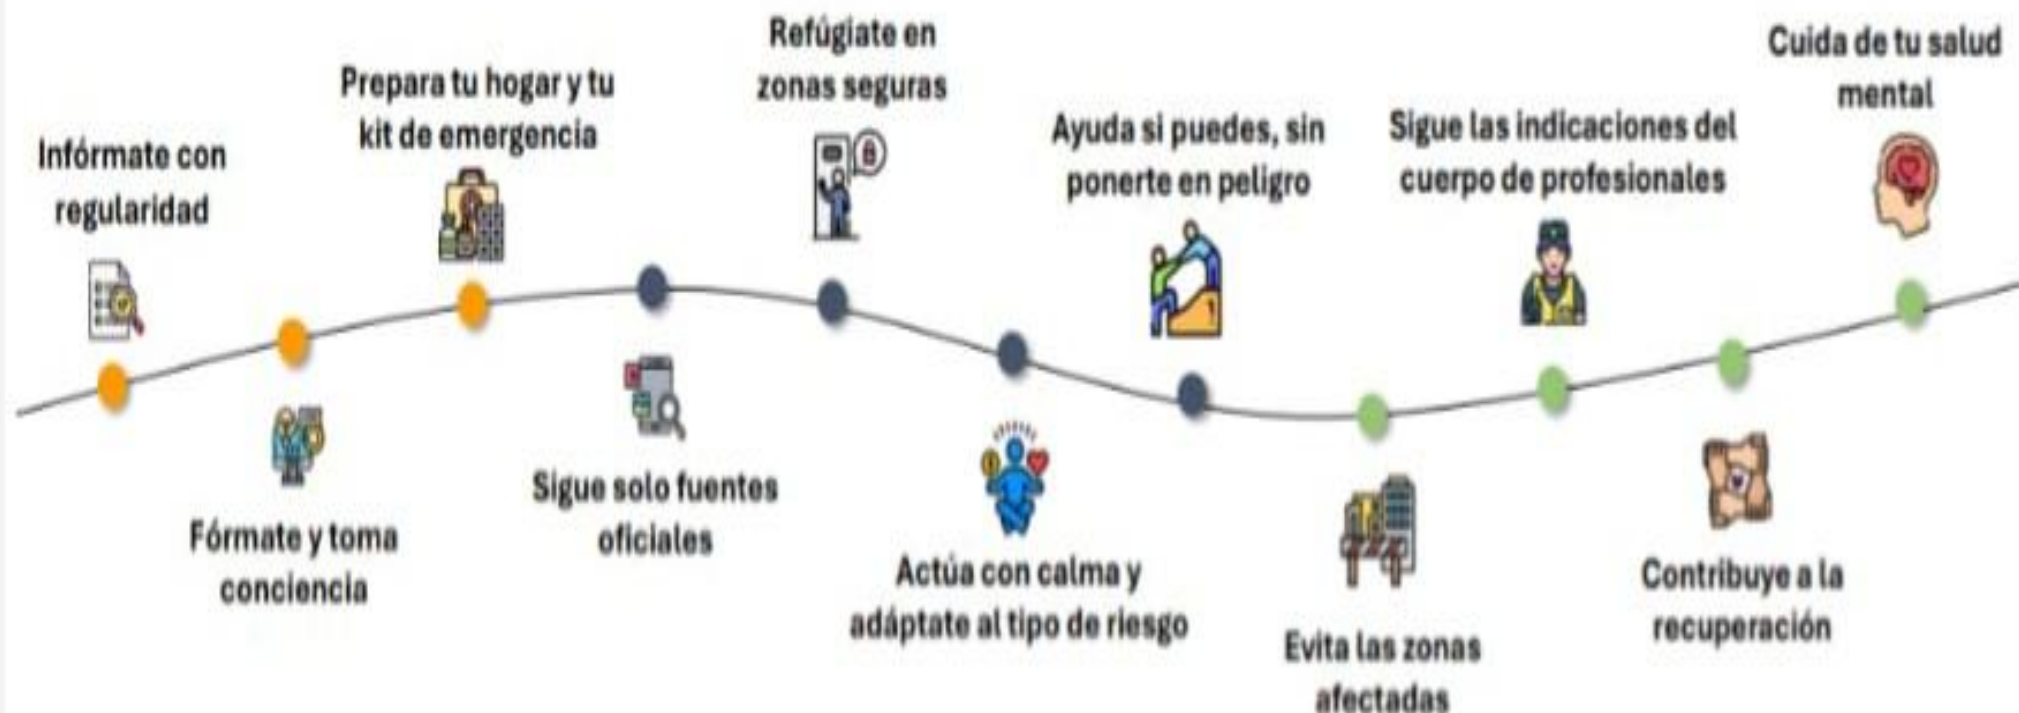 Infórmate con
regularidad
Fórmate y toma
conciencia
Prepara tu hogar y tu
kit de emergencia
Sigue solo fuentes
oficiales
Refúgiate en
zonas seguras
Actúa con calma y
adáptate al tipo de riesgo
Ayuda si puedes, sin
ponerte en peligro
Evita las zonas
afectadas
Sigue las indicaciones del
cuerpo de profesionales
Contribuye a la
recuperación
Cuida de tu salud
mental